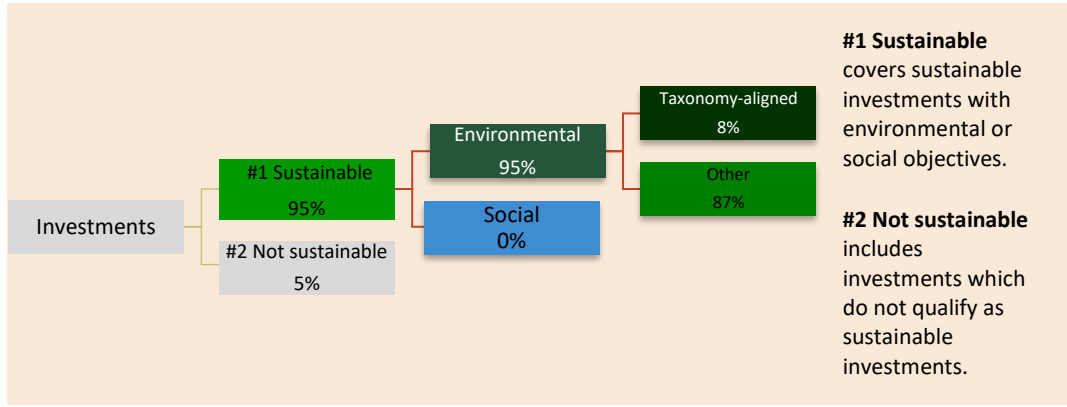 Investments
#1 Sustainable
95%
#2 Not sustainable
5%
Environmental
95%
Social
0%
Taxonomy-aligned
8%
Other
87%
#1 Sustainable
covers sustainable
investments with
environmental or
social objectives.
#2 Not sustainable
includes
investments which
do not qualify as
sustainable
investments.